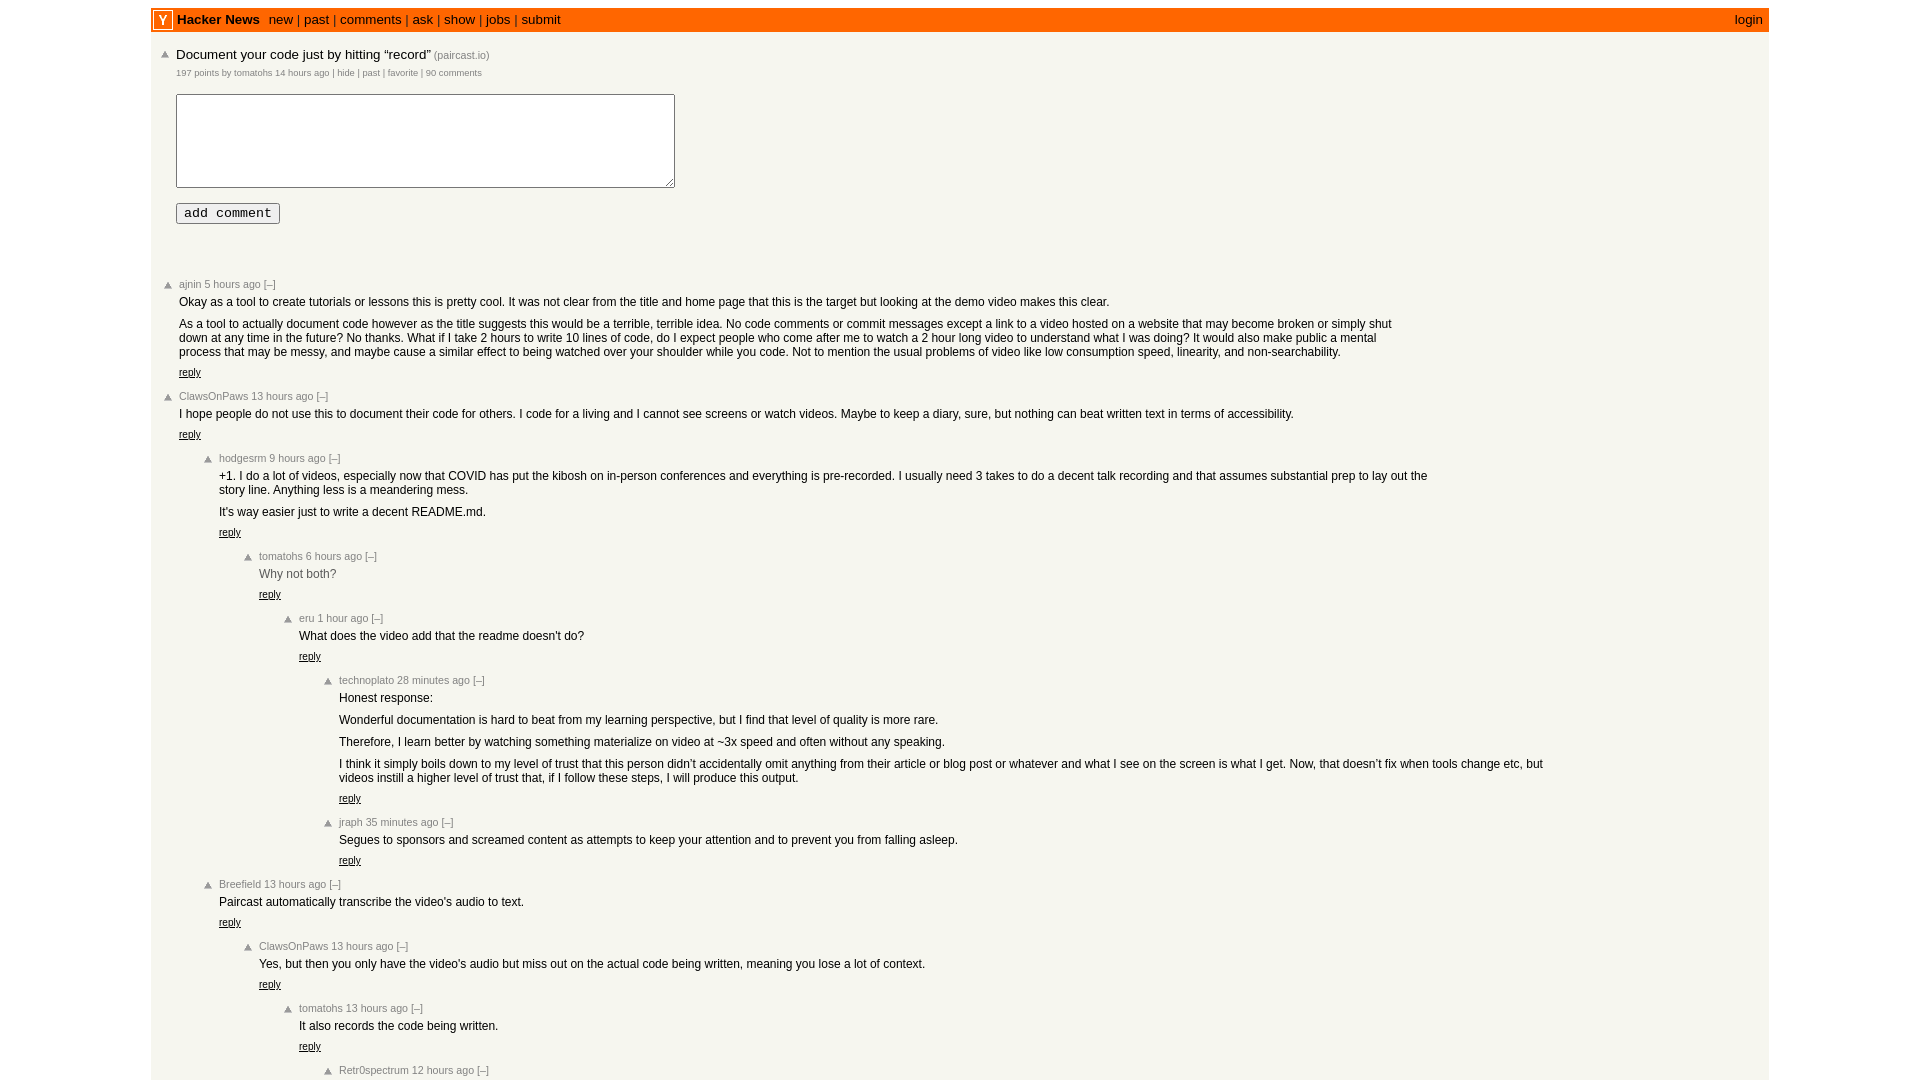 Y Hacker News new | past | comments | ask | show | jobs | submit login
Document your code just by hitting “record” (paircast.io)
197 points by tomatohs 14 hours ago | hide | past | favorite | 90 comments
add comment
ajnin 5 hours ago [–]
Okay as a tool to create tutorials or lessons this is pretty cool. It was not clear from the title and home page that this is the target but looking at the demo video makes this clear.
As a tool to actually document code however as the title suggests this would be a terrible, terrible idea. No code comments or commit messages except a link to a video hosted on a website that may become broken or simply shut
down at any time in the future? No thanks. What if I take 2 hours to write 10 lines of code, do I expect people who come after me to watch a 2 hour long video to understand what I was doing? It would also make public a mental
process that may be messy, and maybe cause a similar effect to being watched over your shoulder while you code. Not to mention the usual problems of video like low consumption speed, linearity, and non-searchability.
reply
ClawsOnPaws 13 hours ago [–]
I hope people do not use this to document their code for others. I code for a living and I cannot see screens or watch videos. Maybe to keep a diary, sure, but nothing can beat written text in terms of accessibility.
reply
hodgesrm 9 hours ago [–]
+1. I do a lot of videos, especially now that COVID has put the kibosh on in-person conferences and everything is pre-recorded. I usually need 3 takes to do a decent talk recording and that assumes substantial prep to lay out the
story line. Anything less is a meandering mess.
It's way easier just to write a decent README.md.
reply
tomatohs 6 hours ago [–]
Why not both?
reply
eru 1 hour ago [–]
What does the video add that the readme doesn't do?
reply
technoplato 28 minutes ago [–]
Honest response:
Wonderful documentation is hard to beat from my learning perspective, but I find that level of quality is more rare.
Therefore, I learn better by watching something materialize on video at ~3x speed and often without any speaking.
I think it simply boils down to my level of trust that this person didn’t accidentally omit anything from their article or blog post or whatever and what I see on the screen is what I get. Now, that doesn’t fix when tools change etc, but
videos instill a higher level of trust that, if I follow these steps, I will produce this output.
reply
jraph 35 minutes ago [–]
Segues to sponsors and screamed content as attempts to keep your attention and to prevent you from falling asleep.
reply
Breefield 13 hours ago [–]
Paircast automatically transcribe the video's audio to text.
reply
ClawsOnPaws 13 hours ago [–]
Yes, but then you only have the video's audio but miss out on the actual code being written, meaning you lose a lot of context.
reply
tomatohs 13 hours ago [–]
It also records the code being written.
reply
Retr0spectrum 12 hours ago [–]